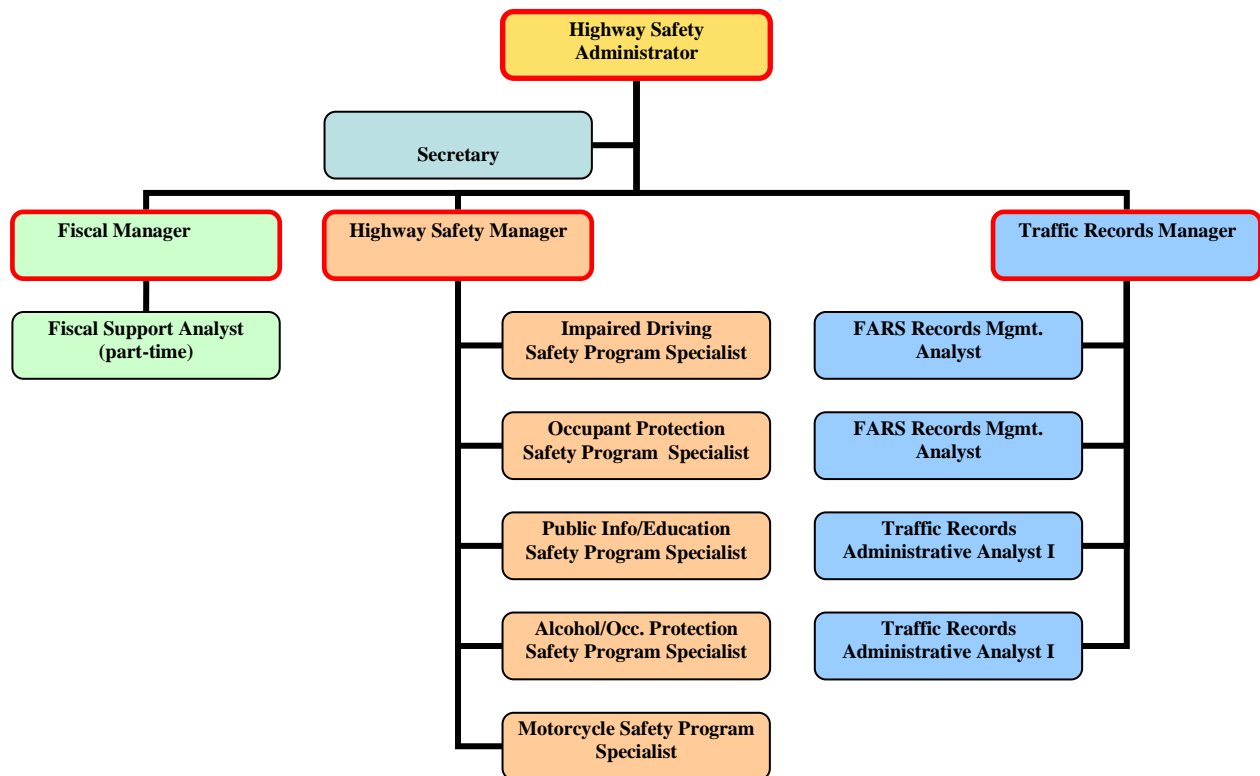 Highway Safety
Administrator
Secretary
Fiscal Manager
Highway Safety Manager
Traffic Records Manager
Fiscal Support Analyst
(part-time)
Impaired Driving
Safety Program Specialist
FARS Records Mgmt.
Analyst
Occupant Protection
Safety Program  Specialist
FARS Records Mgmt.
Analyst
Public Info/Education
Safety Program Specialist
Traffic Records
Administrative Analyst I
Alcohol/Occ. Protection
Safety Program Specialist
Traffic Records
Administrative Analyst I
Motorcycle Safety Program
Specialist